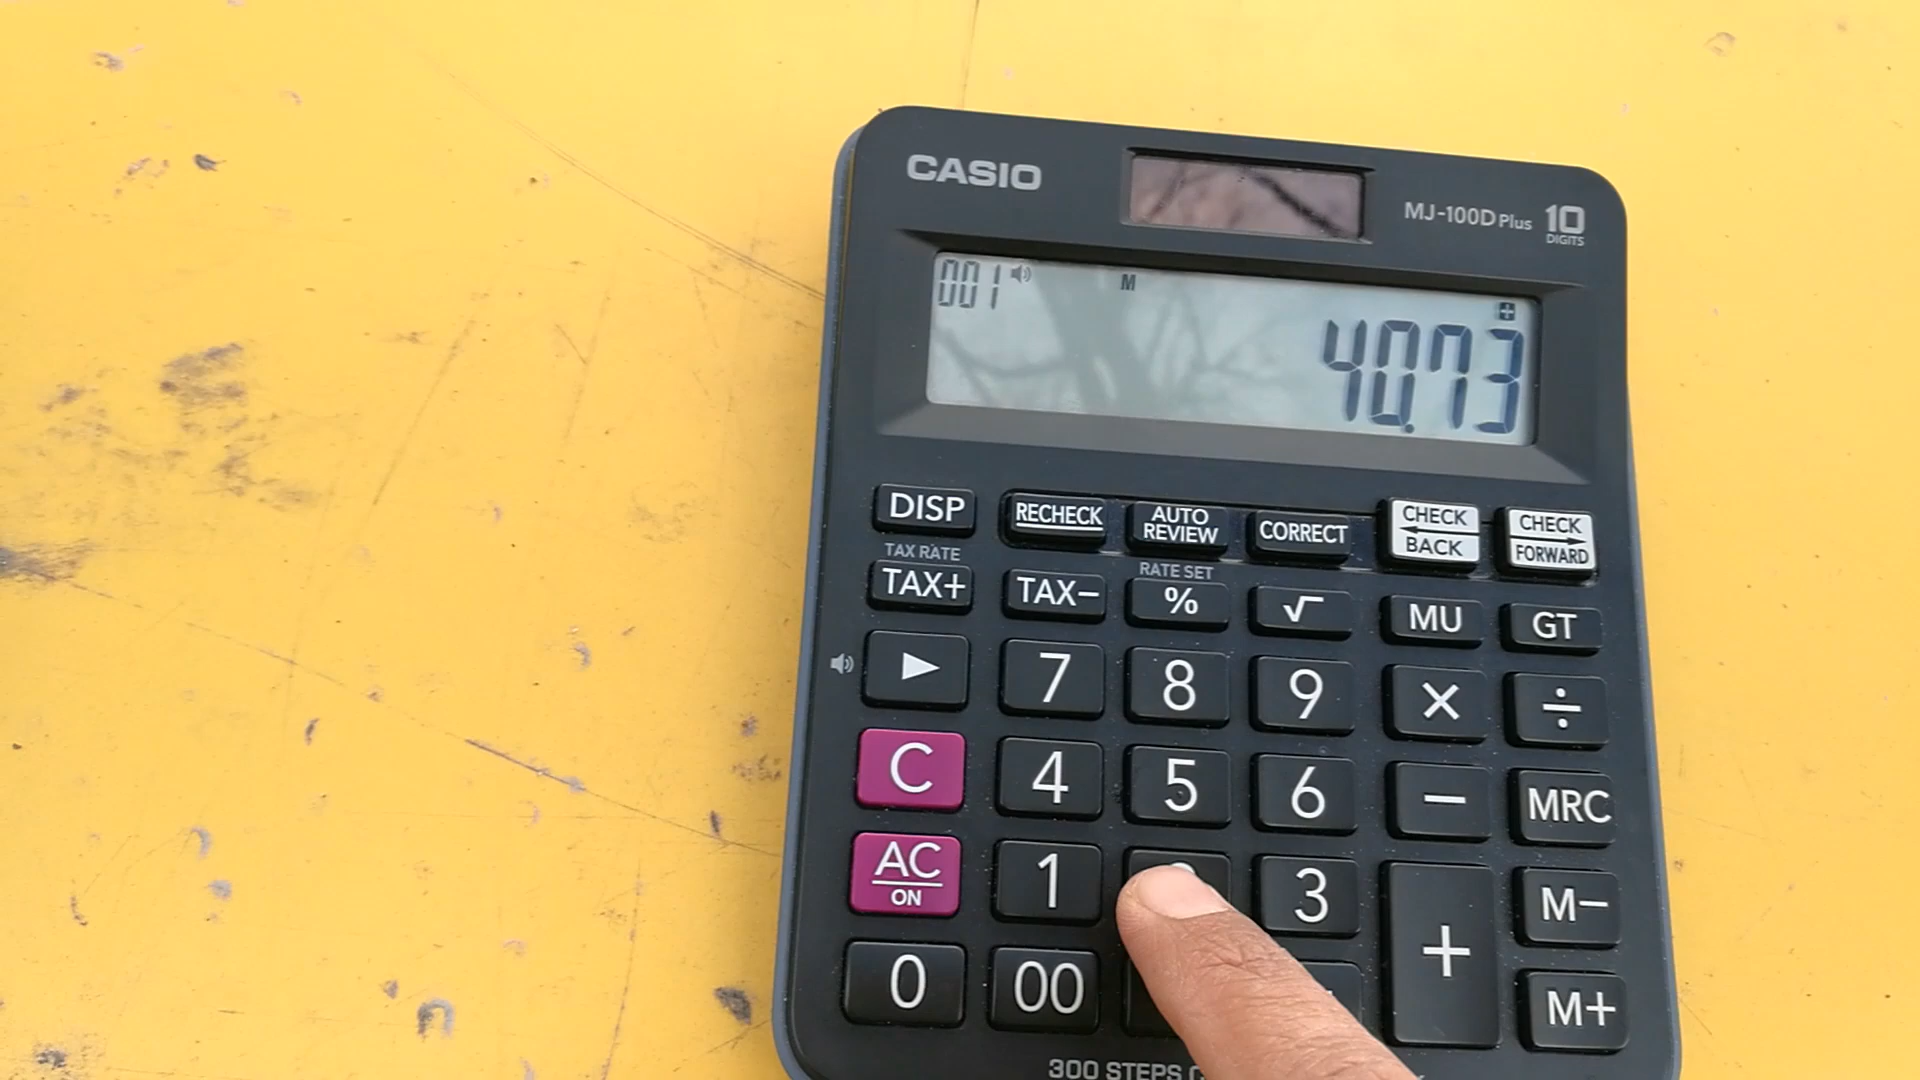 CASIO
MJ-100D Plus 10
DIGITS
001 M
40.73
DISP RECHECK AUTO REVIEW CORRECT CHECK BACK CHECK FORWARD
TAX RATE RATE SET
TAX+ TAX− % √ MU GT
▶ 7 8 9 × ÷
C 4 5 6 − MRC
AC ON 1 3 + M−
0 00 M+
300 STEPS